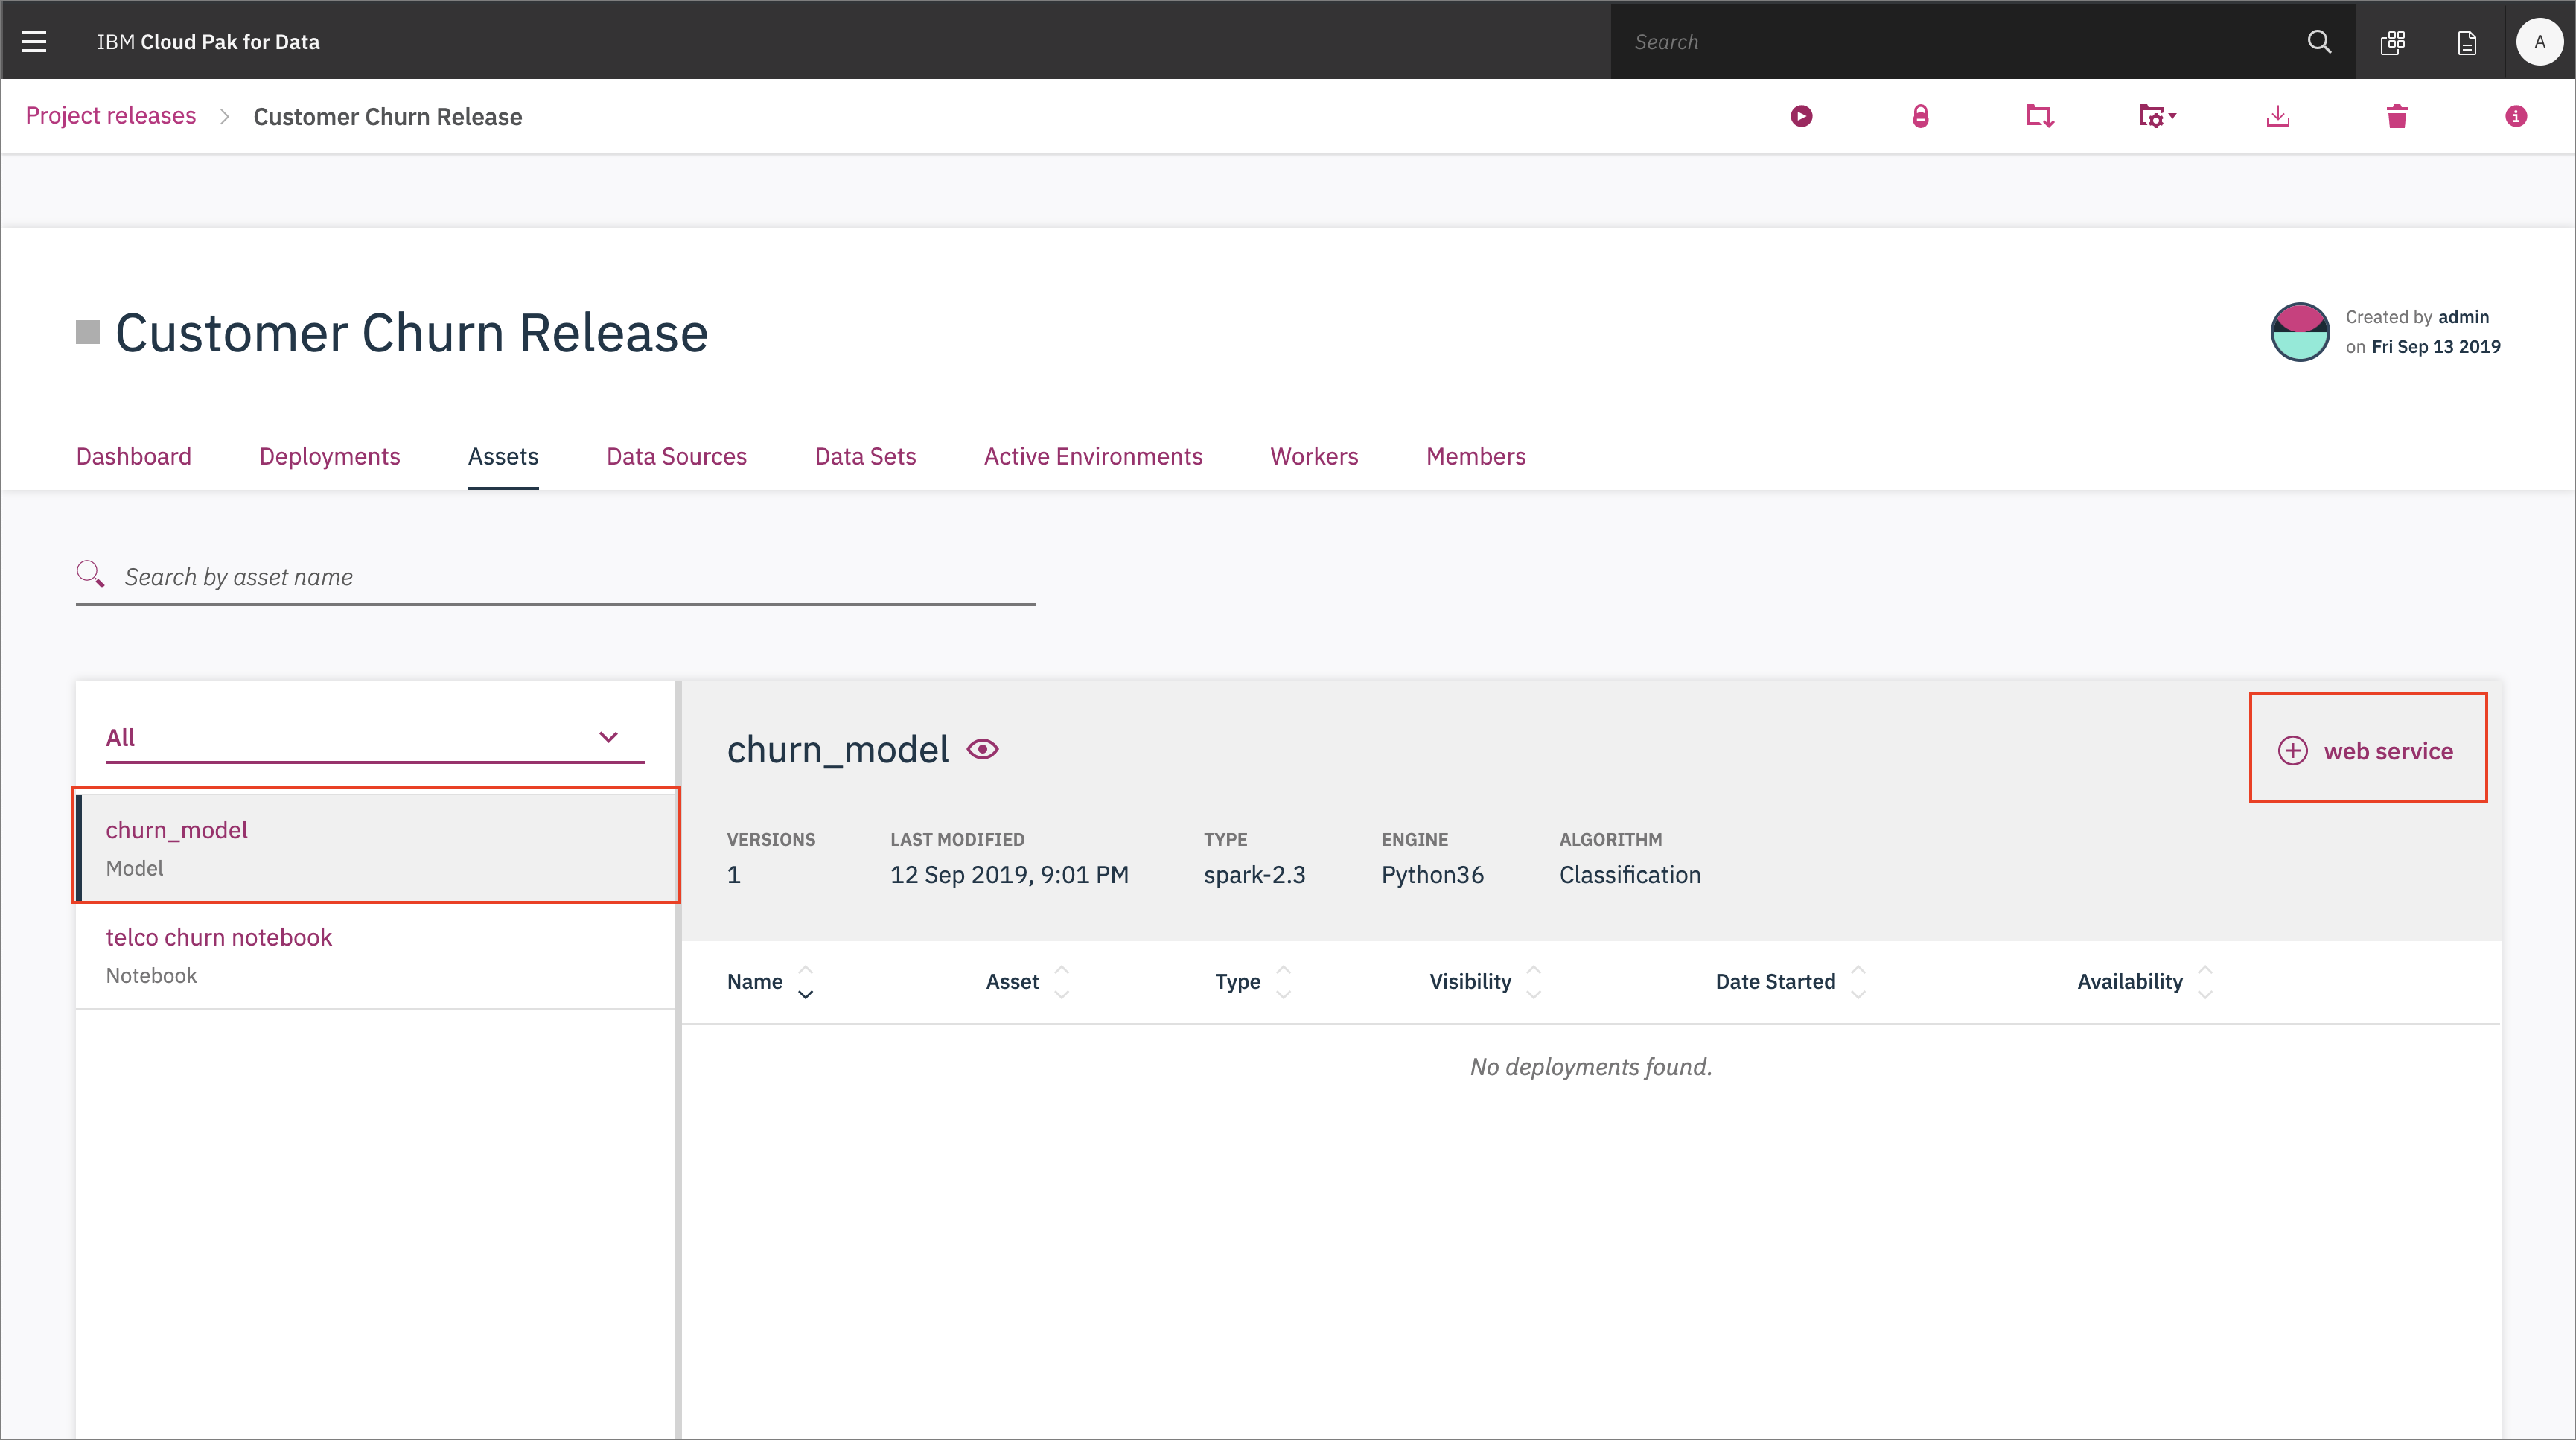 IBM Cloud Pak for Data
Search
A
Project releases
Customer Churn Release
Customer Churn Release
Created by admin
on Fri Sep 13 2019
Dashboard
Deployments
Assets
Data Sources
Data Sets
Active Environments
Workers
Members
Search by asset name
All
churn_model
Model
telco churn notebook
Notebook
churn_model
web service
VERSIONS
1
LAST MODIFIED
12 Sep 2019, 9:01 PM
TYPE
spark-2.3
ENGINE
Python36
ALGORITHM
Classification
Name
Asset
Type
Visibility
Date Started
Availability
No deployments found.